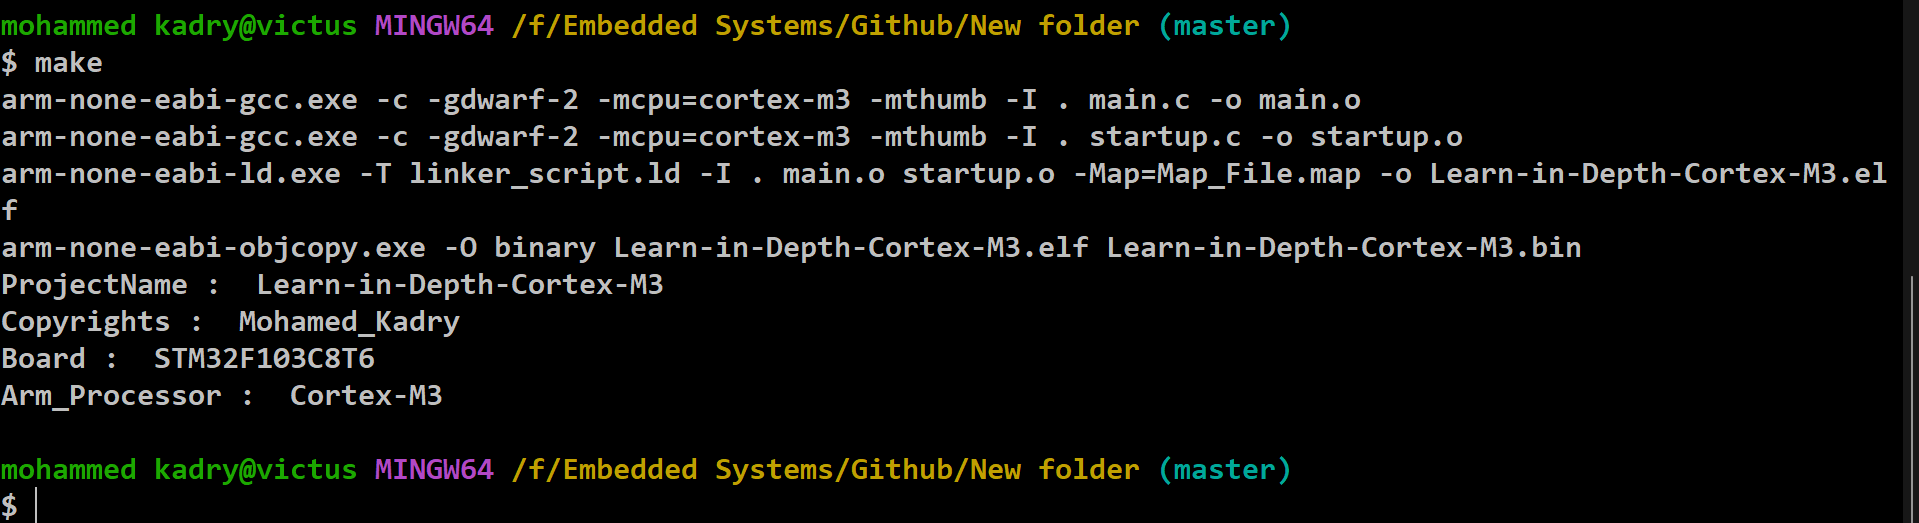 mohammed kadry@victus MINGW64 /f/Embedded Systems/Github/New folder (master)
$ make
arm-none-eabi-gcc.exe -c -gdwarf-2 -mcpu=cortex-m3 -mthumb -I . main.c -o main.o
arm-none-eabi-gcc.exe -c -gdwarf-2 -mcpu=cortex-m3 -mthumb -I . startup.c -o startup.o
arm-none-eabi-ld.exe -T linker_script.ld -I . main.o startup.o -Map=Map_File.map -o Learn-in-Depth-Cortex-M3.el
f
arm-none-eabi-objcopy.exe -O binary Learn-in-Depth-Cortex-M3.elf Learn-in-Depth-Cortex-M3.bin
ProjectName :  Learn-in-Depth-Cortex-M3
Copyrights :  Mohamed_Kadry
Board :  STM32F103C8T6
Arm_Processor :  Cortex-M3
mohammed kadry@victus MINGW64 /f/Embedded Systems/Github/New folder (master)
$